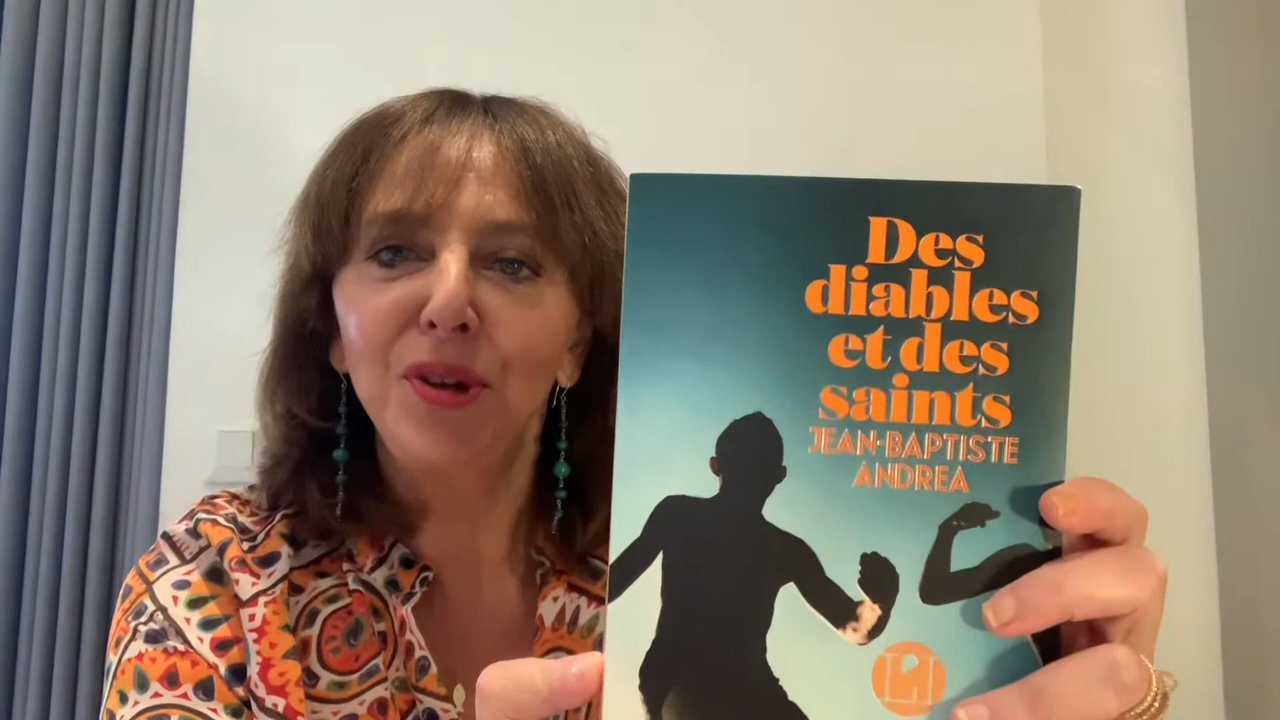 Des
diables
et des
saints
JEAN-BAPTISTE
ANDREA